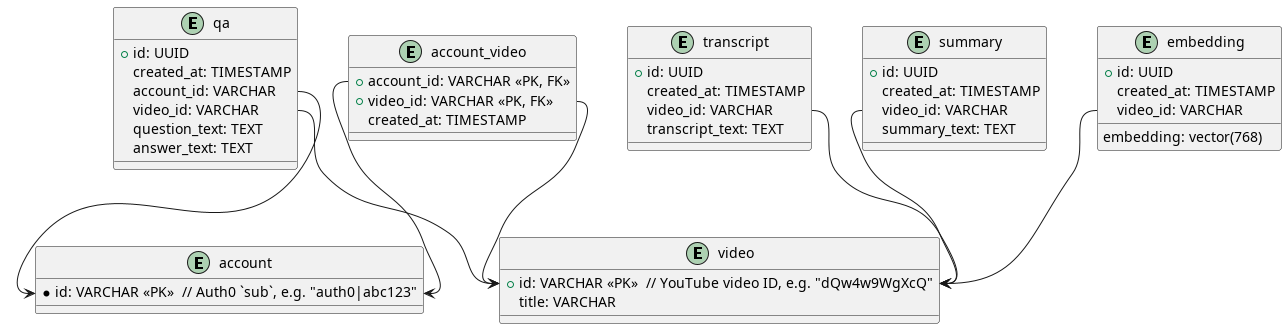 E qa
id: UUID
created_at: TIMESTAMP
account_id: VARCHAR
video_id: VARCHAR
question_text: TEXT
answer_text: TEXT
E account_video
account_id: VARCHAR «PK, FK»
video_id: VARCHAR «PK, FK»
created_at: TIMESTAMP
E transcript
id: UUID
created_at: TIMESTAMP
video_id: VARCHAR
transcript_text: TEXT
E summary
id: UUID
created_at: TIMESTAMP
video_id: VARCHAR
summary_text: TEXT
E embedding
id: UUID
created_at: TIMESTAMP
video_id: VARCHAR
embedding: vector(768)
E account
id: VARCHAR «PK»  // Auth0 `sub`, e.g. "auth0|abc123"
E video
id: VARCHAR «PK»  // YouTube video ID, e.g. "dQw4w9WgXcQ"
title: VARCHAR